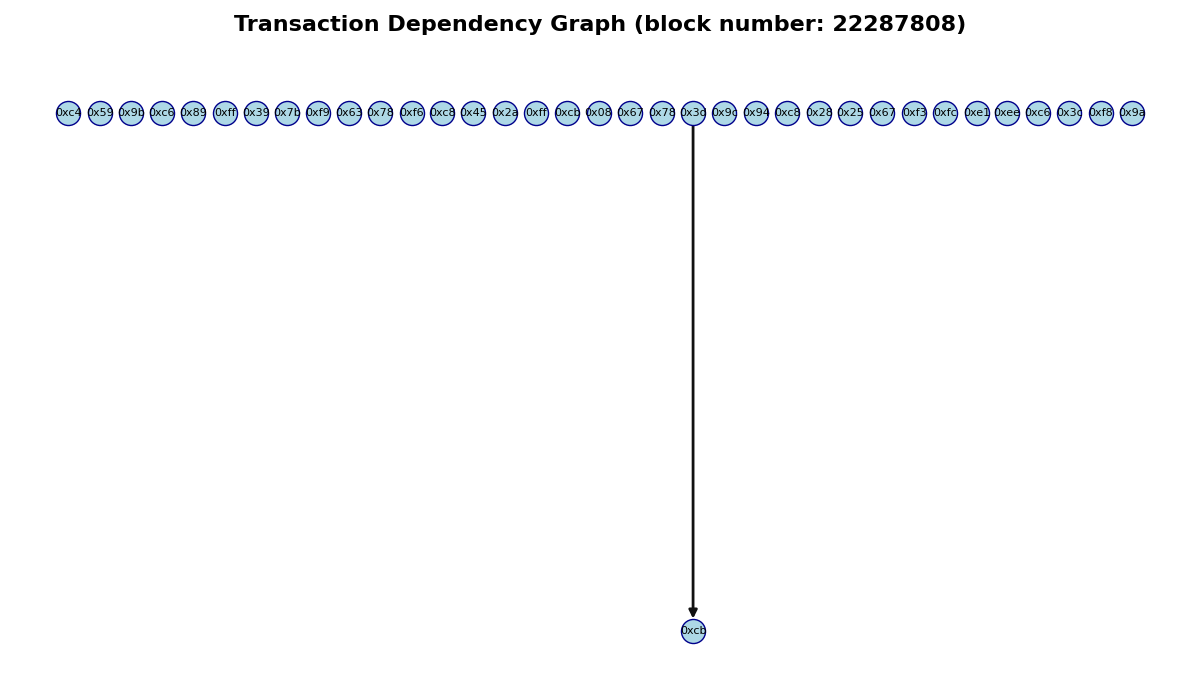 Transaction Dependency Graph (block number: 22287808)
0xc4 0x59 0x9b 0xc6 0x89 0xff 0x39 0x7b 0xf9 0x63 0x78 0xf6 0xc8 0x45 0x2a 0xff 0xcb 0x08 0x67 0x78 0x3d 0x9c 0x94 0xc8 0x28 0x25 0x67 0xf3 0xfc 0xe1 0xee 0xc6 0x3c 0xf8 0x9a
0xcb